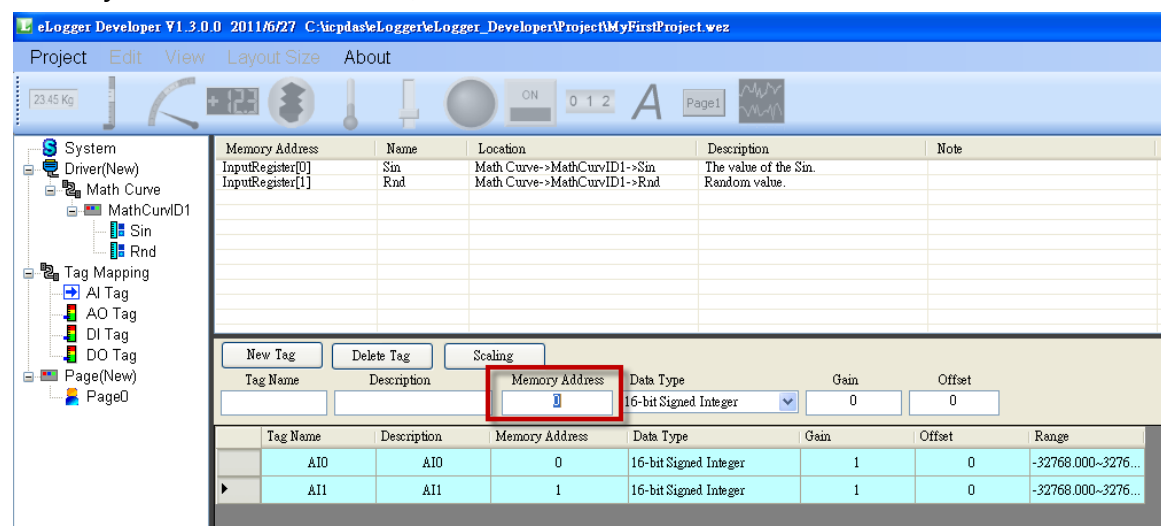 eLogger Developer V1.3.0.0 2011/6/27 C:\icpdas\eLogger\eLogger_Developer\Project\MyFirstProject.wez
Project Edit View Layout Size About
23.45 Kg +12.3 ON 0 1 2 A Page1
System
Driver(New)
Math Curve
MathCurvID1
Sin
Rnd
Tag Mapping
AI Tag
AO Tag
DI Tag
DO Tag
Page(New)
Page0
Memory Address Name Location Description Note
InputRegister[0] Sin Math Curve->MathCurvID1->Sin The value of the Sin.
InputRegister[1] Rnd Math Curve->MathCurvID1->Rnd Random value.
New Tag Delete Tag Scaling
Tag Name Description Memory Address Data Type Gain Offset
0 16-bit Signed Integer 0 0
Tag Name Description Memory Address Data Type Gain Offset Range
AI0 AI0 0 16-bit Signed Integer 1 0 -32768.000~3276...
AI1 AI1 1 16-bit Signed Integer 1 0 -32768.000~3276...